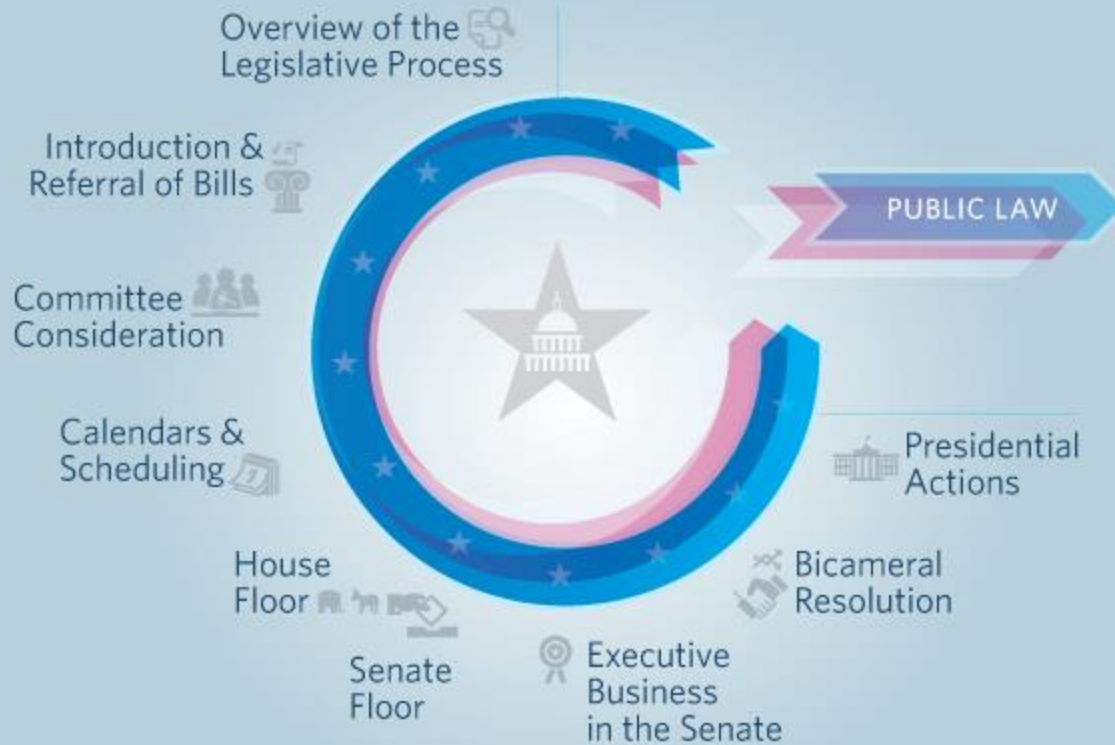 Overview of the
Legislative Process
Introduction &
Referral of Bills
Committee
Consideration
Calendars &
Scheduling
House
Floor
Senate
Floor
Executive
Business
in the Senate
Bicameral
Resolution
Presidential
Actions
PUBLIC LAW